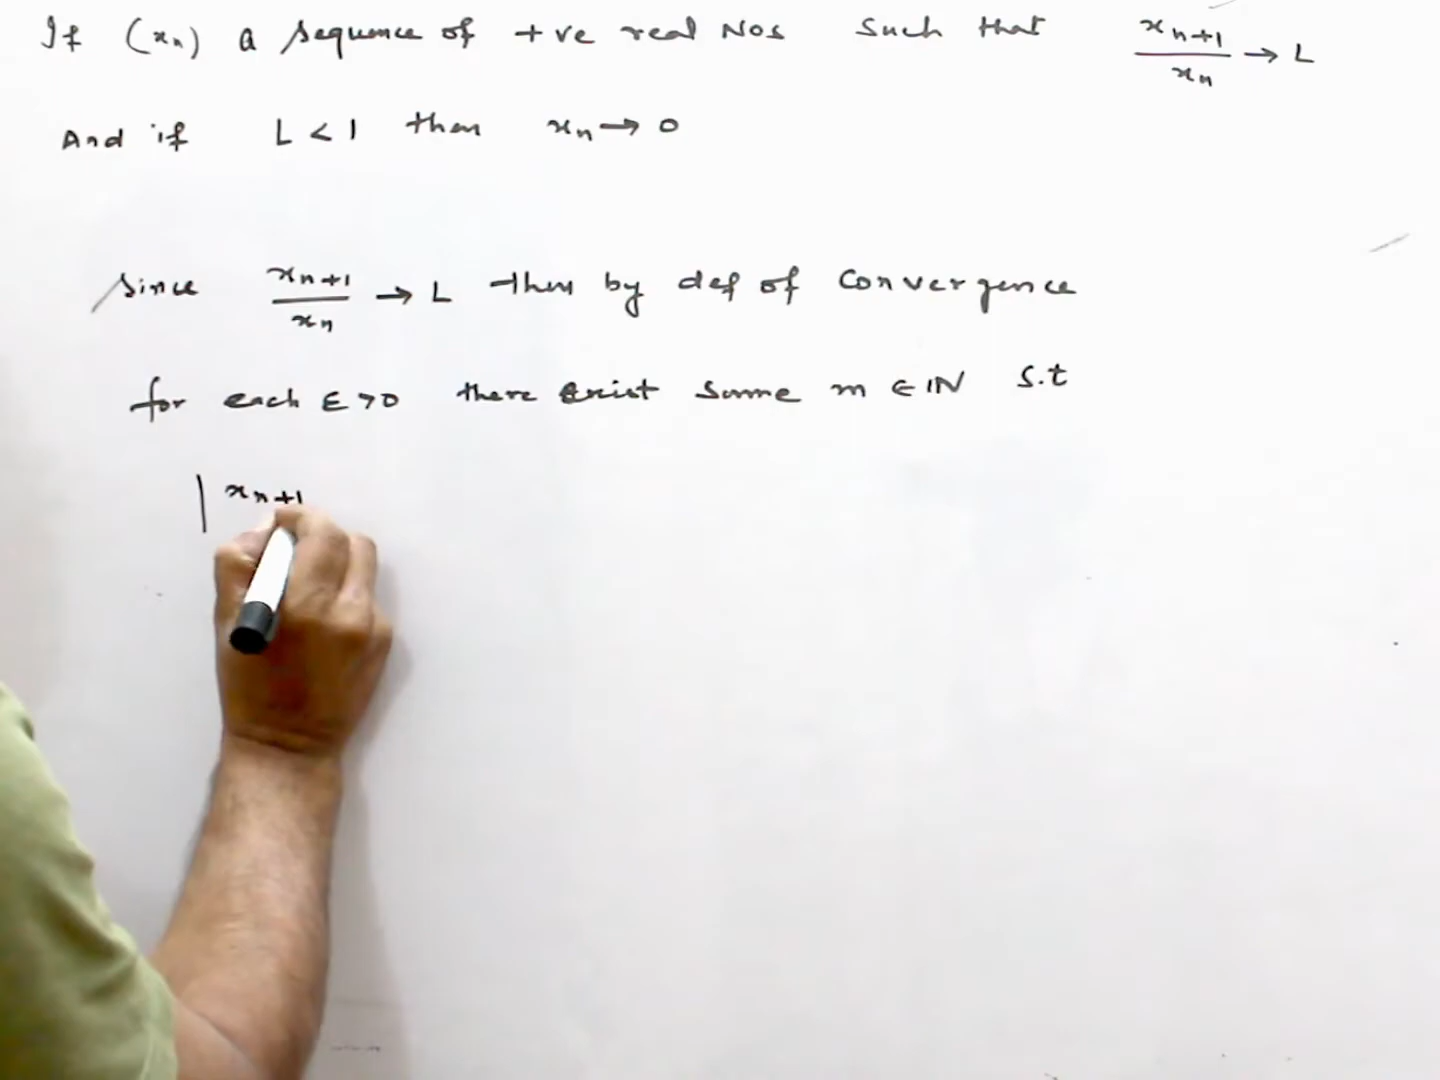 If (xₙ) a sequence of +ve real Nos such that xₙ₊₁/xₙ → L
And if L < 1 then xₙ → 0
Since xₙ₊₁/xₙ → L then by def of convergence
for each ε > 0 there exist some m ∈ ℕ s.t
| xₙ₊₁